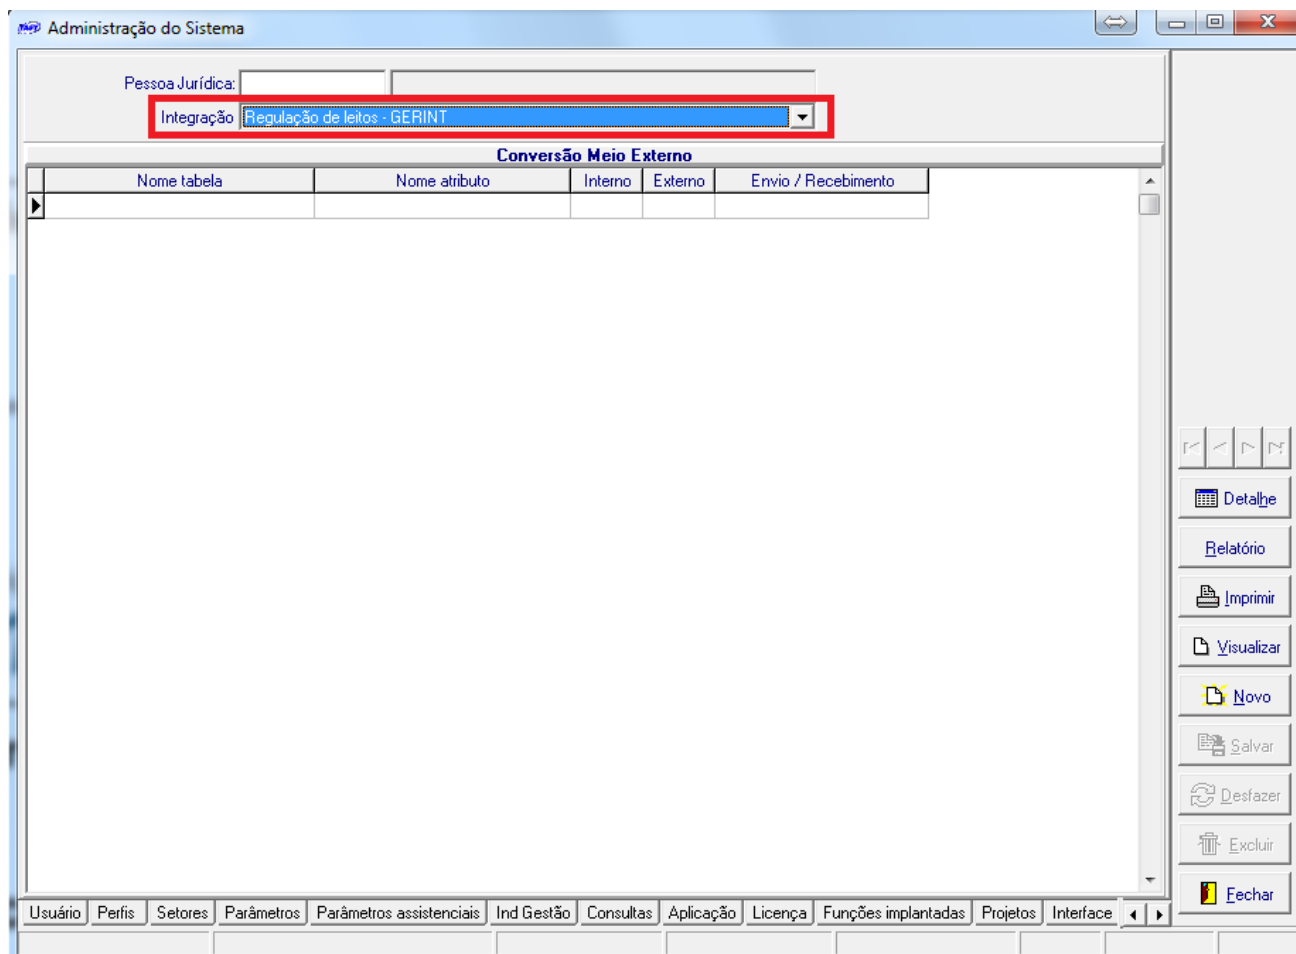 Administração do Sistema
Pessoa Jurídica:
Integração Regulação de leitos - GERINT
Conversão Meio Externo
Nome tabela Nome atributo Interno Externo Envio / Recebimento
Detalhe
Relatório
Imprimir
Visualizar
Novo
Salvar
Desfazer
Excluir
Fechar
Usuário Perfis Setores Parâmetros Parâmetros assistenciais Ind Gestão Consultas Aplicação Licença Funções implantadas Projetos Interface